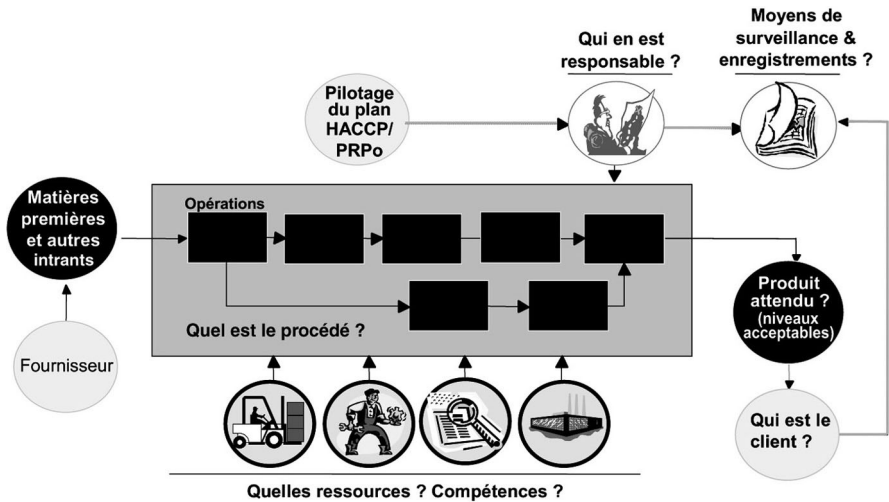 Moyens de
surveillance &
enregistrements ?
Qui en est
responsable ?
Pilotage
du plan
HACCP/
PRPo
Matières
premières
et autres
intrants
Opérations
Quel est le procédé ?
Fournisseur
Produit
attendu ?
(niveaux
acceptables)
Qui est le
client ?
Quelles ressources ? Compétences ?